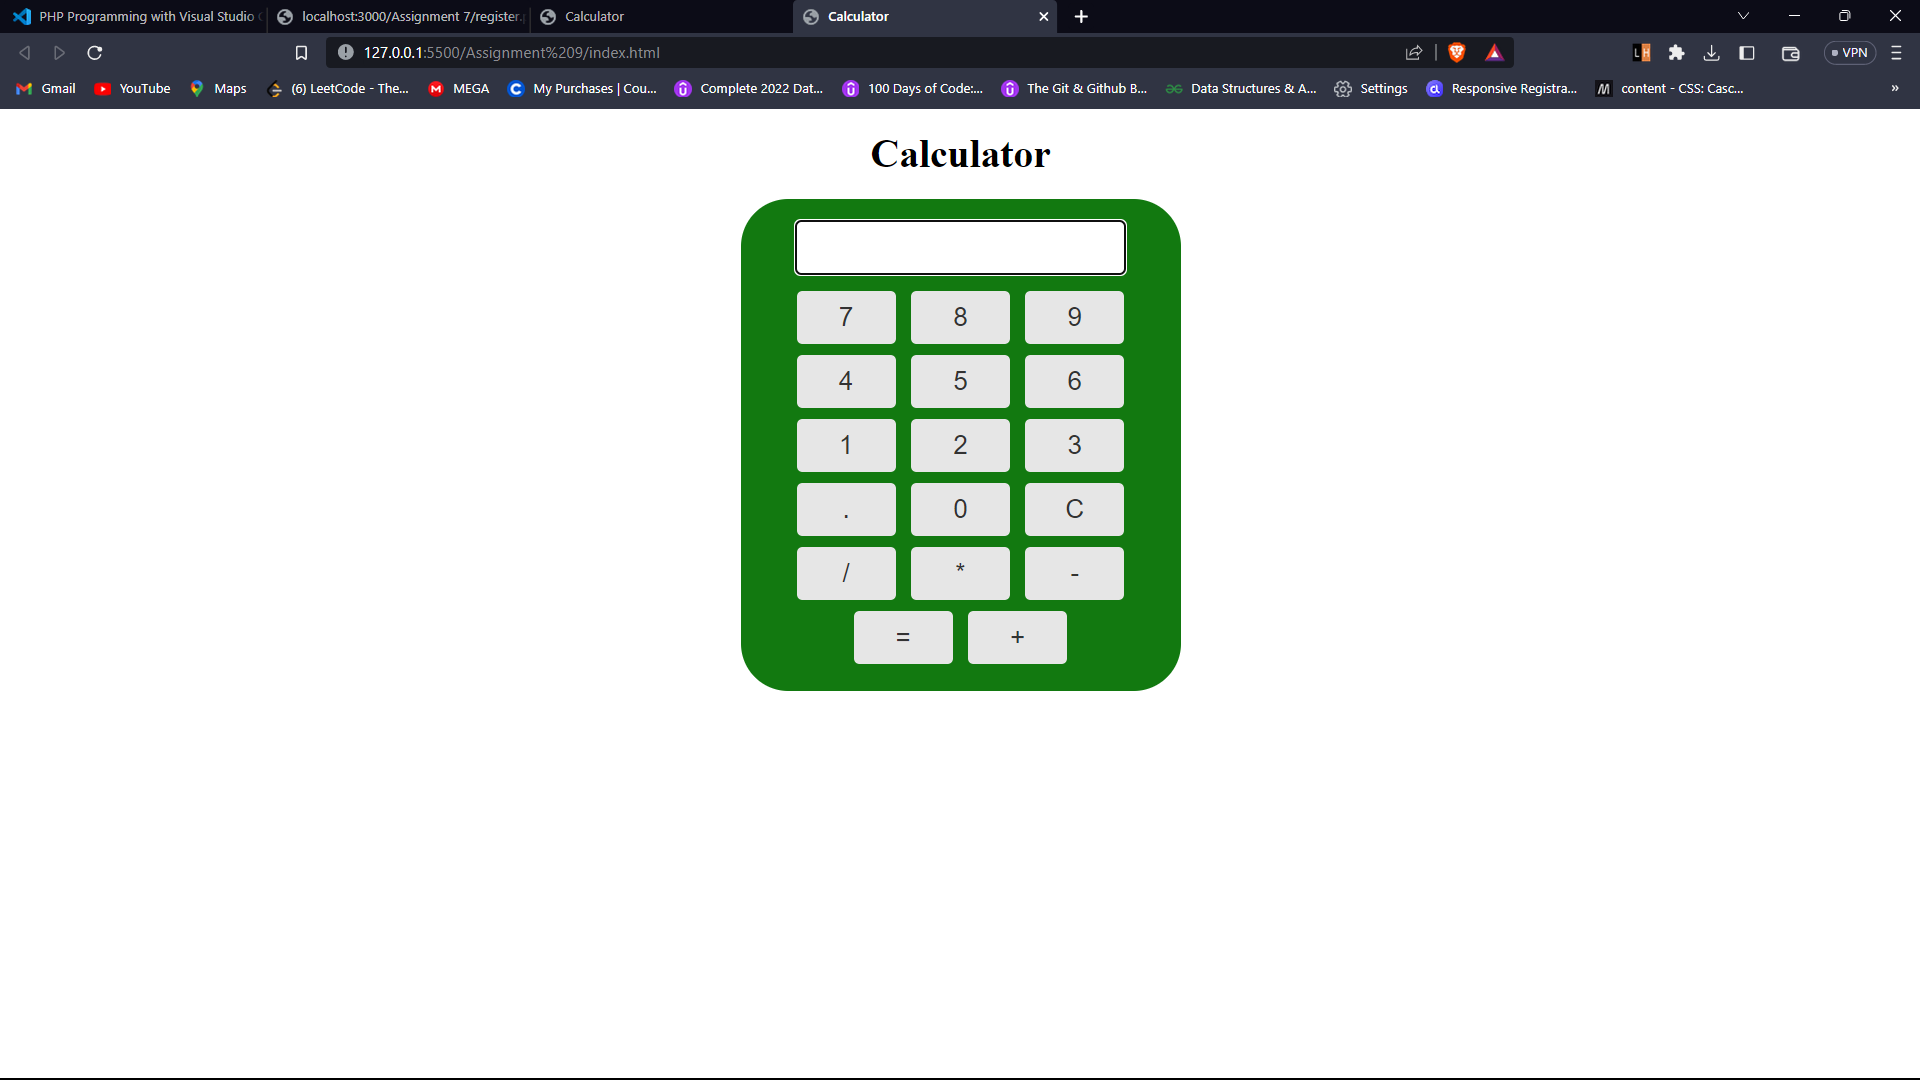 PHP Programming with Visual Studio
localhost:3000/Assignment 7/register.
Calculator
Calculator
127.0.0.1:5500/Assignment%209/index.html
VPN
Gmail
YouTube
Maps
(6) LeetCode - The...
MEGA
My Purchases | Cou...
Complete 2022 Dat...
100 Days of Code:...
The Git & Github B...
Data Structures & A...
Settings
Responsive Registra...
content - CSS: Casc...
»
Calculator
7 8 9
4 5 6
1 2 3
. 0 C
/ * -
= +